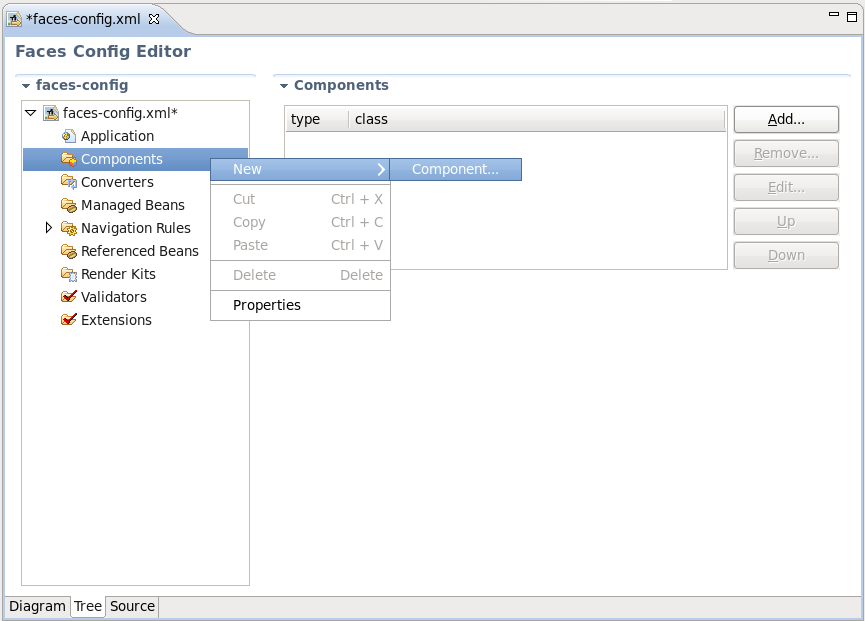 *faces-config.xml
Faces Config Editor
faces-config
faces-config.xml*
Application
Components
Converters
Managed Beans
Navigation Rules
Referenced Beans
Render Kits
Validators
Extensions
New
Component...
Cut Ctrl + X
Copy Ctrl + C
Paste Ctrl + V
Delete Delete
Properties
Components
type class
Add...
Remove...
Edit...
Up
Down
Diagram Tree Source